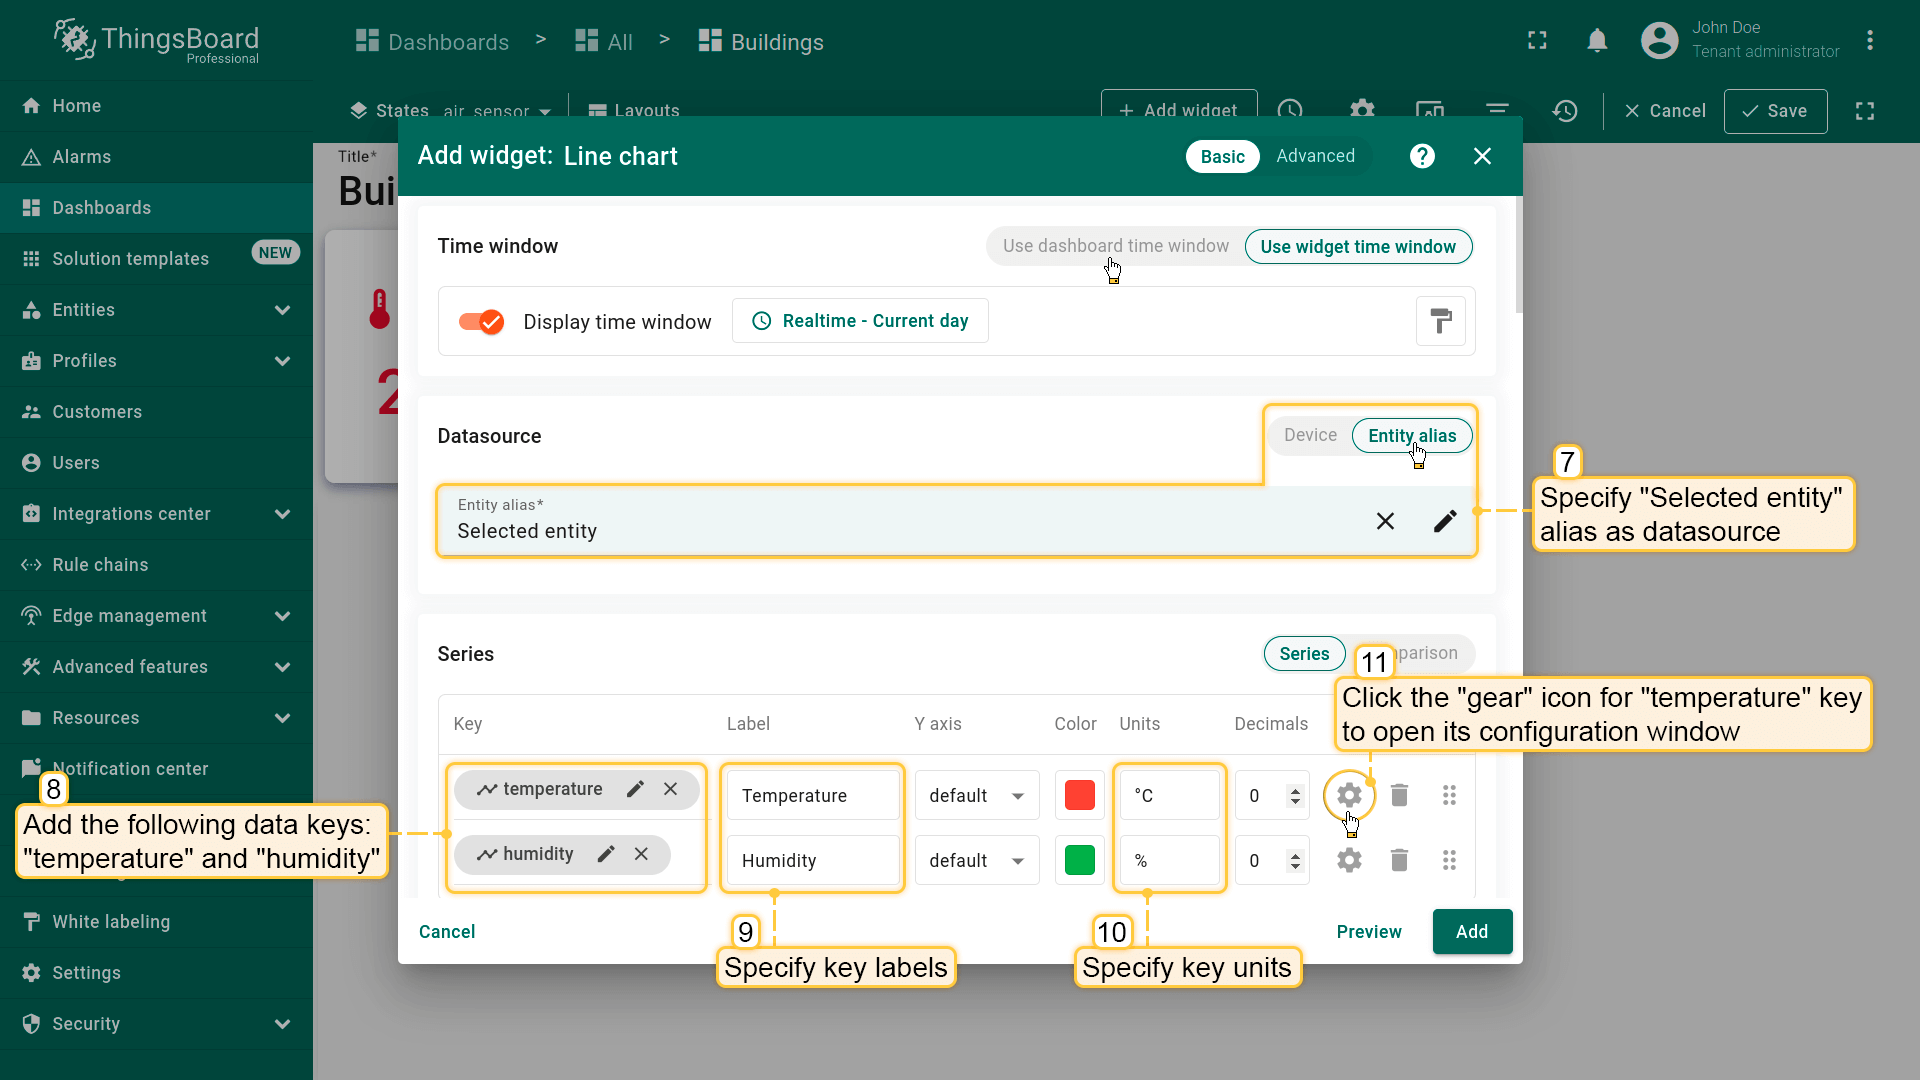 ThingsBoard
Professional
Dashboards > All > Buildings
John Doe
Tenant administrator
Home
Alarms
Dashboards
Solution templates NEW
Entities
Profiles
Customers
Users
Integrations center
Rule chains
Edge management
Advanced features
Resources
Notification center
White labeling
Settings
Security
States air_sensor Layouts
+ Add widget
Cancel
Save
Title*
Bui
2
Add widget: Line chart
Basic Advanced
Time window
Use dashboard time window Use widget time window
Display time window Realtime - Current day
Datasource
Device Entity alias
Entity alias*
Selected entity
7
Specify "Selected entity"
alias as datasource
Series
Series parison
11
Click the "gear" icon for "temperature" key
to open its configuration window
Key Label Y axis Color Units Decimals
temperature Temperature default °C 0
humidity Humidity default % 0
8
Add the following data keys:
"temperature" and "humidity"
9
Specify key labels
10
Specify key units
Cancel
Preview
Add